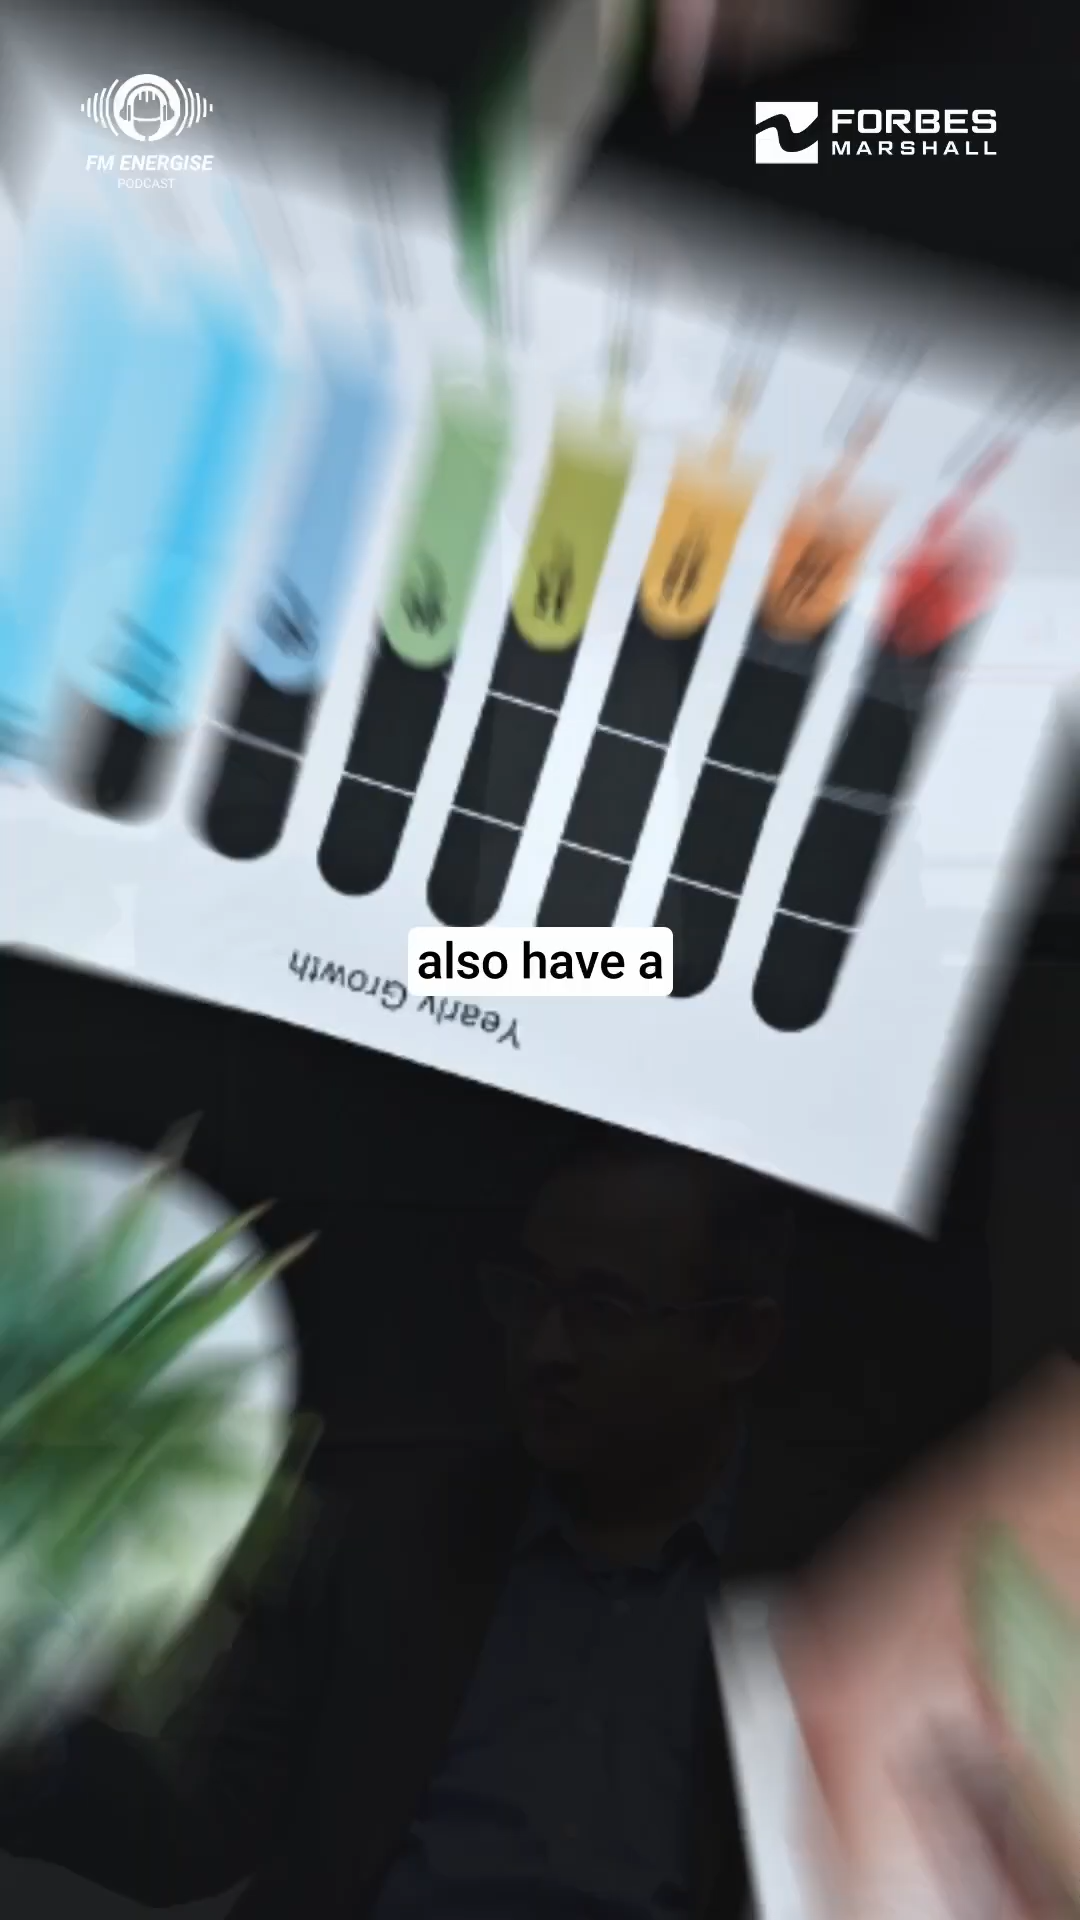 FM ENERGISE
PODCAST
FORBES
MARSHALL
also have a
Yearly Growth